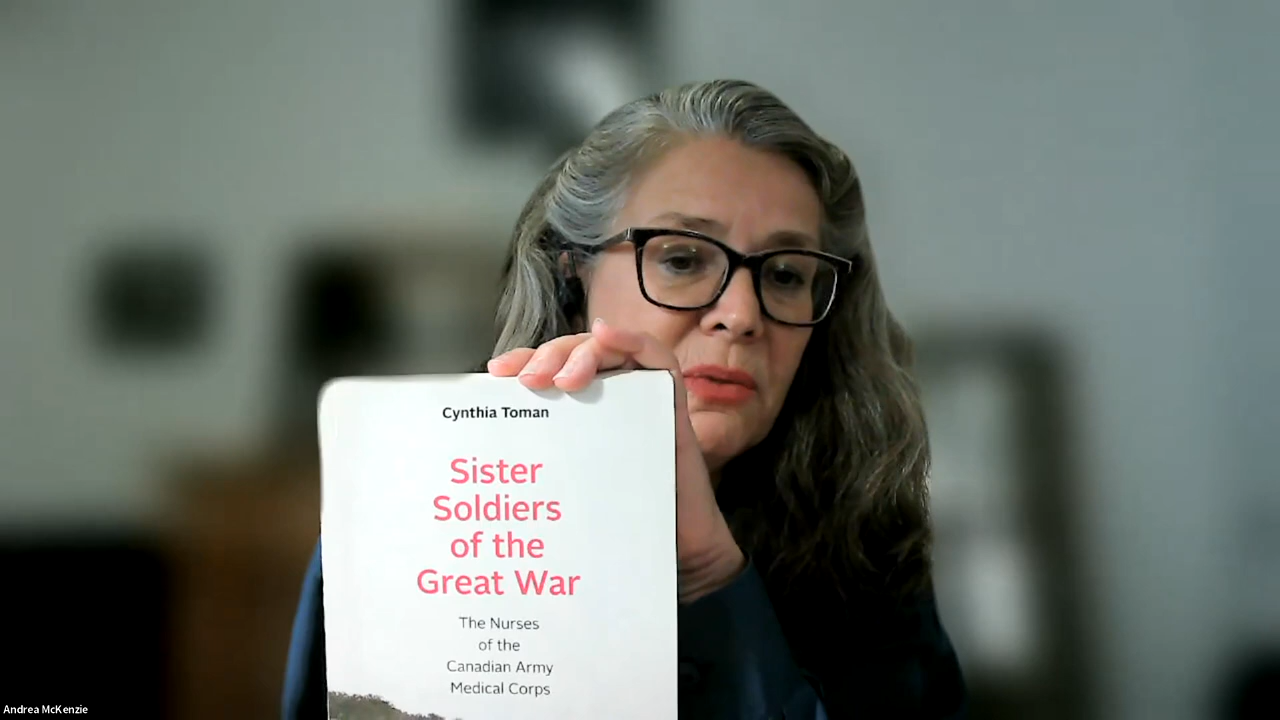 Cynthia Toman
Sister
Soldiers
of the
Great War
The Nurses
of the
Canadian Army
Medical Corps
Andrea McKenzie